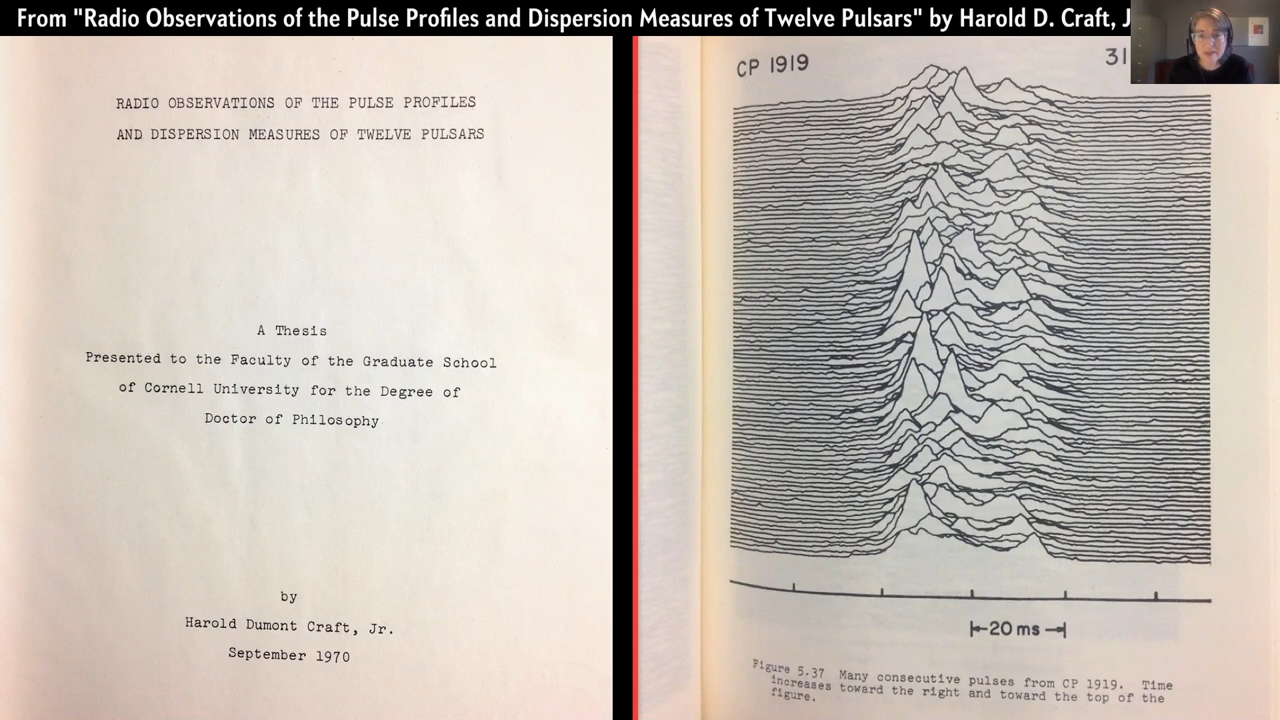 From "Radio Observations of the Pulse Profiles and Dispersion Measures of Twelve Pulsars" by Harold D. Craft, J
RADIO OBSERVATIONS OF THE PULSE PROFILES
AND DISPERSION MEASURES OF TWELVE PULSARS
A Thesis
Presented to the Faculty of the Graduate School
of Cornell University for the Degree of
Doctor of Philosophy
by
Harold Dumont Craft, Jr.
September 1970
CP 1919
31
20 ms
Figure 5.37 Many consecutive pulses from CP 1919. Time
increases toward the right and toward the top of the
figure.